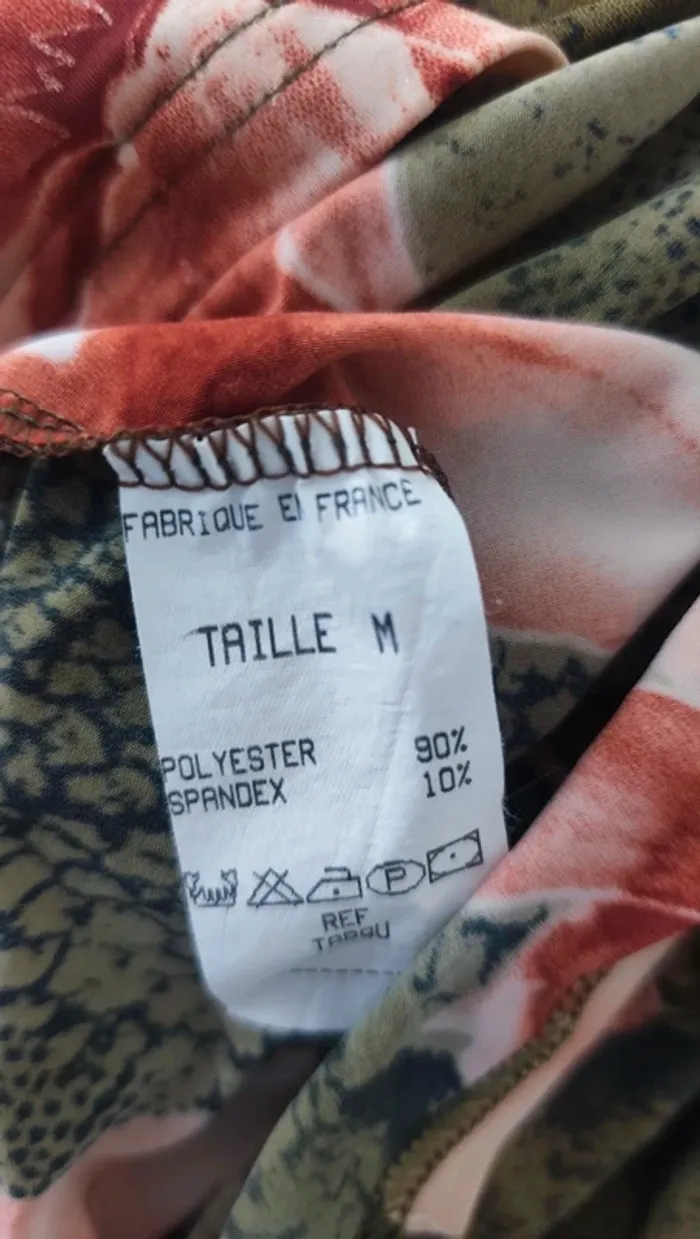 FABRIQUE EN FRANCE
TAILLE M
POLYESTER 90%
SPANDEX 10%
P
REF